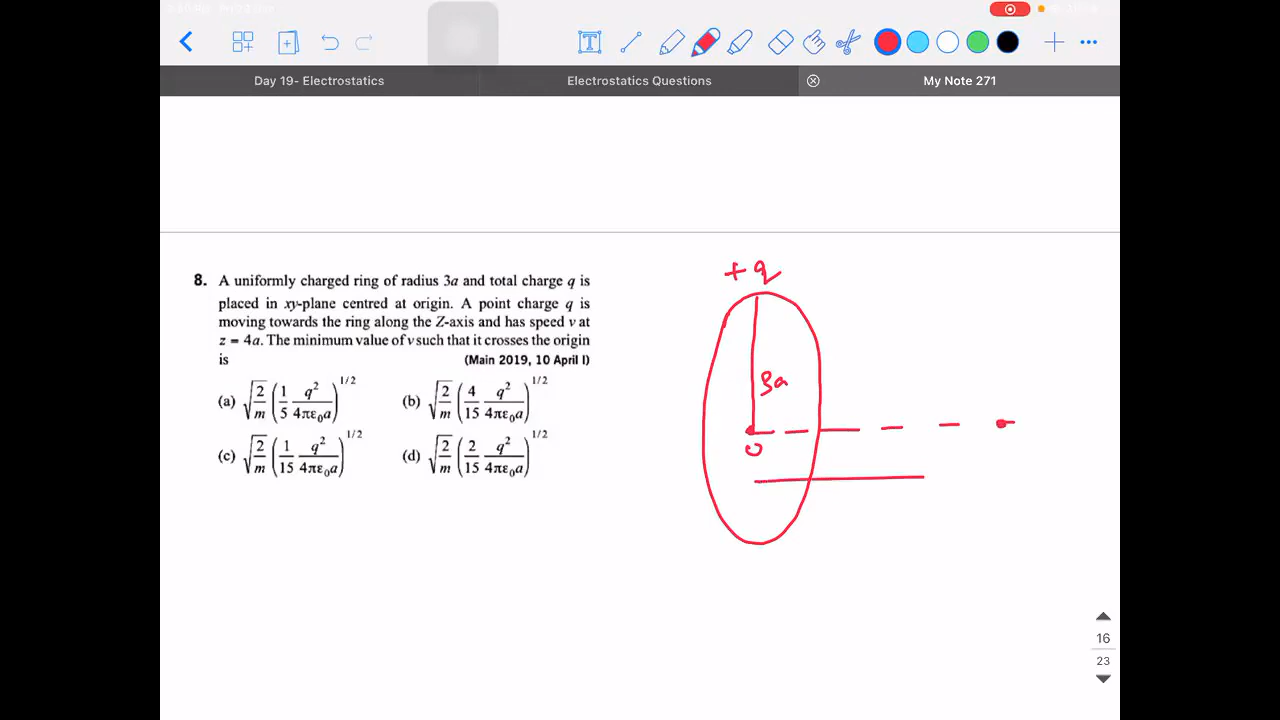 Day 19- Electrostatics
Electrostatics Questions
My Note 271
+q
8. A uniformly charged ring of radius 3a and total charge q is
placed in xy-plane centred at origin. A point charge q is
moving towards the ring along the Z-axis and has speed v at
z = 4a. The minimum value of v such that it crosses the origin
is (Main 2019, 10 April I)
(a) √(2/m) (1/5 q²/4πε₀a)^1/2 (b) √(2/m) (4/15 q²/4πε₀a)^1/2
(c) √(2/m) (1/15 q²/4πε₀a)^1/2 (d) √(2/m) (2/15 q²/4πε₀a)^1/2
3a
O
16
23